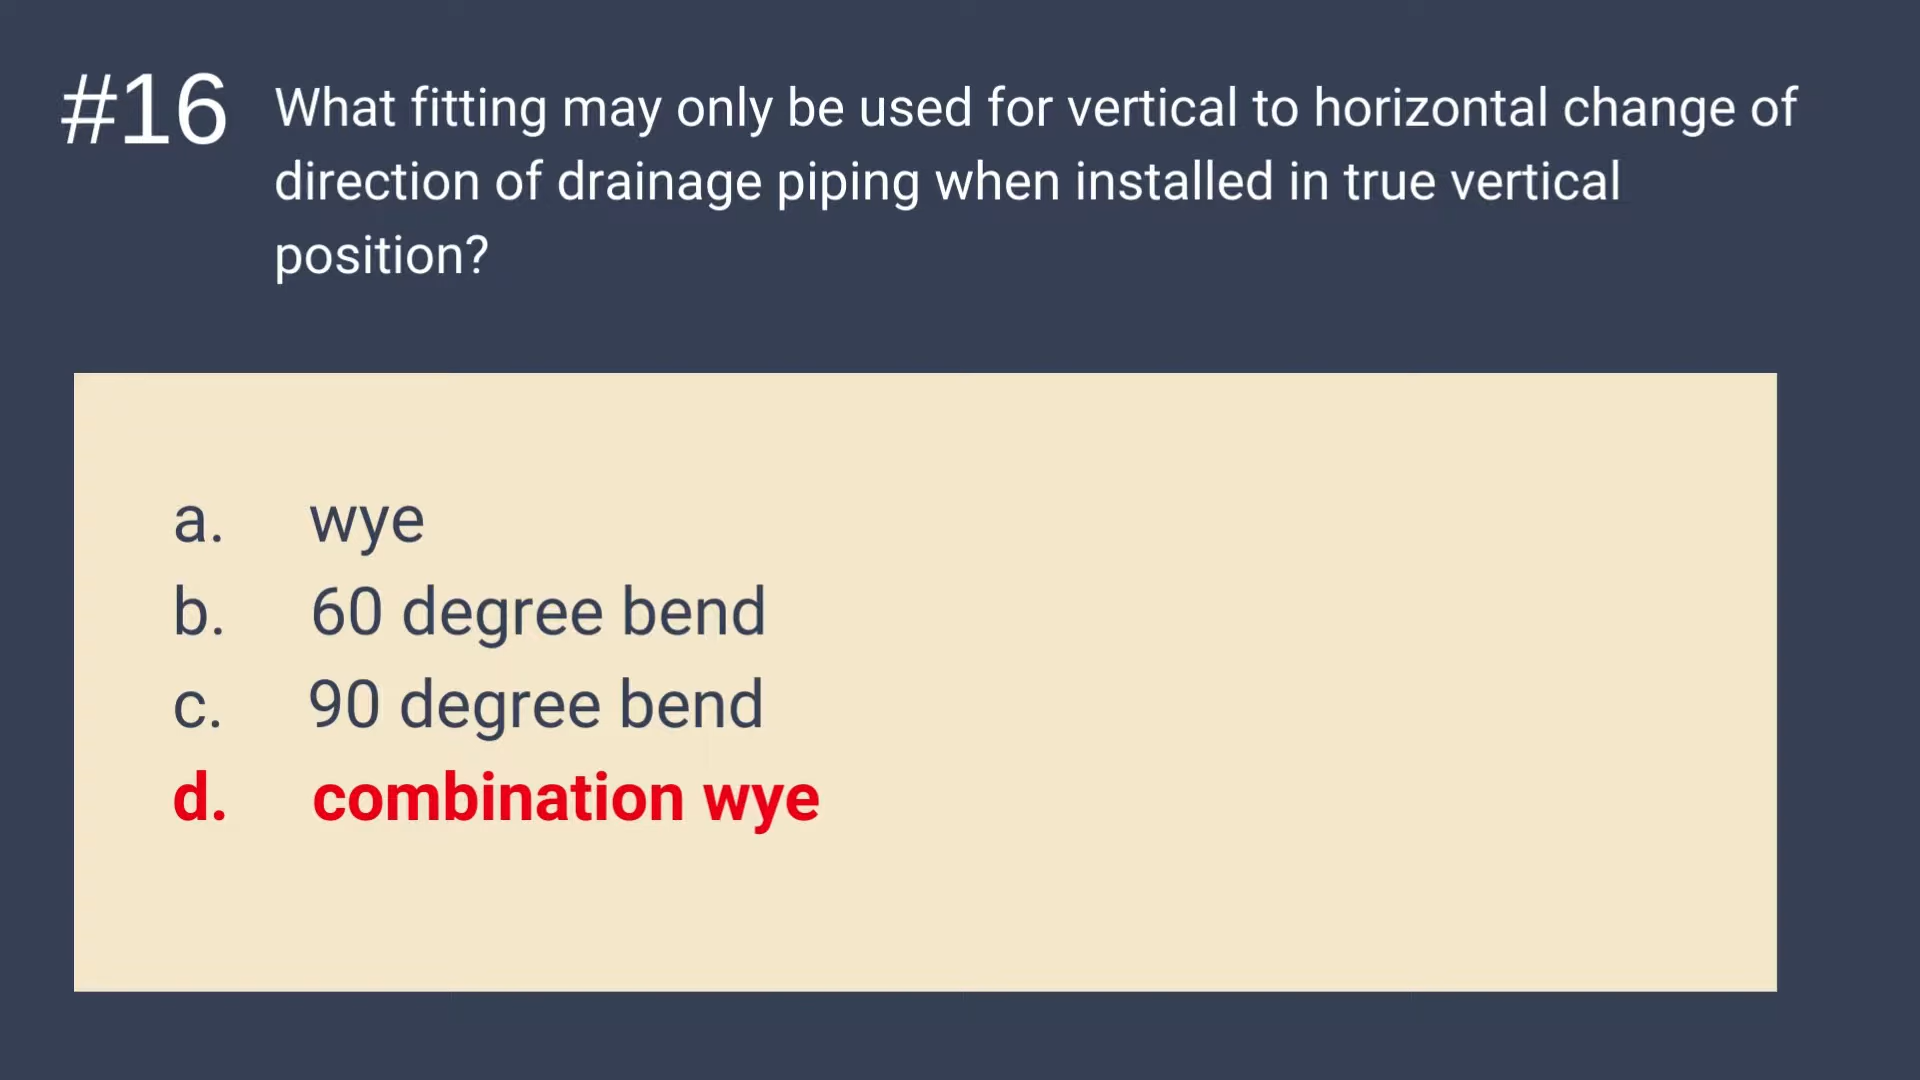 #16 What fitting may only be used for vertical to horizontal change of
direction of drainage piping when installed in true vertical
position?
a. wye
b. 60 degree bend
c. 90 degree bend
d. combination wye